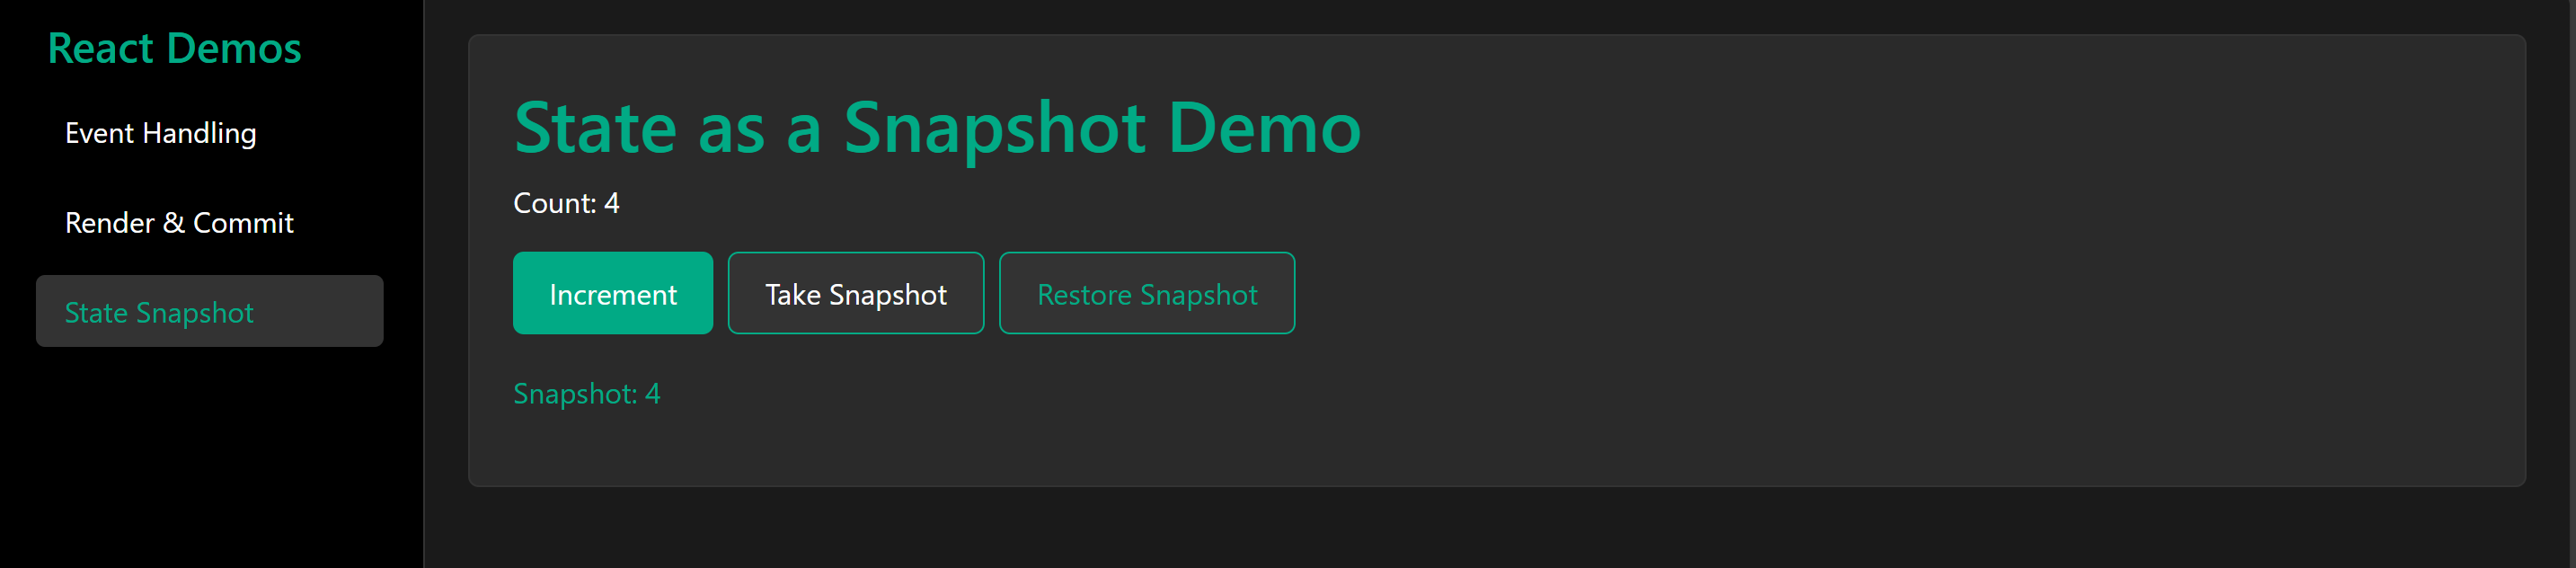 React Demos
Event Handling
Render & Commit
State Snapshot
State as a Snapshot Demo
Count: 4
Increment Take Snapshot Restore Snapshot
Snapshot: 4